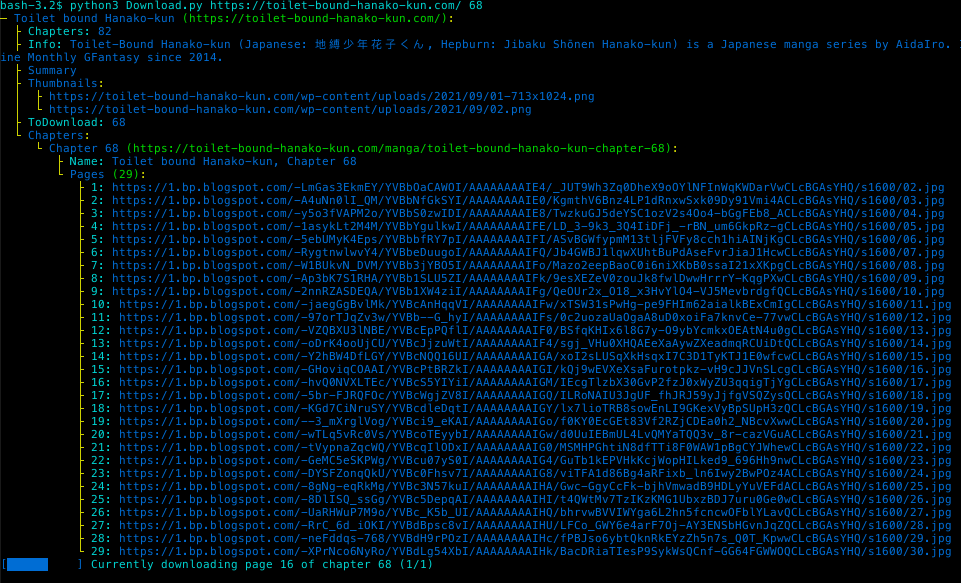 bash-3.2$ python3 Download.py https://toilet-bound-hanako-kun.com/ 68
Toilet bound Hanako-kun (https://toilet-bound-hanako-kun.com/):
Chapters: 82
Info: Toilet-Bound Hanako-kun (Japanese: 地縛少年花子くん, Hepburn: Jibaku Shōnen Hanako-kun) is a Japanese manga series by AidaIro. I
ine Monthly GFantasy since 2014.
Summary
Thumbnails:
https://toilet-bound-hanako-kun.com/wp-content/uploads/2021/09/01-713x1024.png
https://toilet-bound-hanako-kun.com/wp-content/uploads/2021/09/02.png
ToDownload: 68
Chapters:
Chapter 68 (https://toilet-bound-hanako-kun.com/manga/toilet-bound-hanako-kun-chapter-68):
Name: Toilet bound Hanako-kun, Chapter 68
Pages (29):
1: https://1.bp.blogspot.com/-LmGas3EkmEY/YVBbOaCAWOI/AAAAAAAAIE4/_JUT9Wh3Zq0DheX9oOYlNFInWqKWDarVwCLcBGAsYHQ/s1600/02.jpg
2: https://1.bp.blogspot.com/-A4uNn0lI_QM/YVBbNfGkSYI/AAAAAAAAIE0/KgmthV6Bnz4LP1dRnxwSxk09Dy91Vmi4ACLcBGAsYHQ/s1600/03.jpg
3: https://1.bp.blogspot.com/-y5o3fVAPM2o/YVBbS0zwIDI/AAAAAAAAIE8/TwzkuGJ5deYSC1ozV2s4Oo4-bGgFEb8_ACLcBGAsYHQ/s1600/04.jpg
4: https://1.bp.blogspot.com/-1asykLt2M4M/YVBbYgulkwI/AAAAAAAAIFE/LD_3-9k3_3Q4IiDFj_-rBN_um6GkpRz-gCLcBGAsYHQ/s1600/05.jpg
5: https://1.bp.blogspot.com/-5ebUMyK4Eps/YVBbbfRY7pI/AAAAAAAAIFI/ASvBGWfypmM13tljFVFy8cch1hiAINjKgCLcBGAsYHQ/s1600/06.jpg
6: https://1.bp.blogspot.com/-RygtnwlwvY4/YVBbeDuugoI/AAAAAAAAIFQ/Jb4GWBJ1lqwXUhtBuPdAseFvrJiaJ1HcwCLcBGAsYHQ/s1600/07.jpg
7: https://1.bp.blogspot.com/-W1BUkvN_DWM/YVBb3jYBO5I/AAAAAAAAIFo/Mazo2eepBaoC0i6niXKbB0ssaI21xXKpgCLcBGAsYHQ/s1600/08.jpg
8: https://1.bp.blogspot.com/-Ap3bK7S1RHA/YVBb1SLUSZI/AAAAAAAAIFk/9esXEZeV0zouJk8fwlDwwHrrrY-KqgPXwCLcBGAsYHQ/s1600/09.jpg
9: https://1.bp.blogspot.com/-2nnRZASDEQA/YVBb1XW4ziI/AAAAAAAAIFg/QeOUr2x_O18_x3HvYlO4-VJ5MevbrdgfQCLcBGAsYHQ/s1600/10.jpg
10: https://1.bp.blogspot.com/-jaegGgBvlMk/YVBcAnHqqVI/AAAAAAAAIFw/xTSW31sPwHq-pe9FHIm62aialkBExCmIgCLcBGAsYHQ/s1600/11.jpg
11: https://1.bp.blogspot.com/-97orTJqZv3w/YVBb--G_hyI/AAAAAAAAIFs/0c2uozaUaOgaA8uD0xoiFa7knvCe-77vwCLcBGAsYHQ/s1600/12.jpg
12: https://1.bp.blogspot.com/-VZQBXU3lNBE/YVBcEpPQflI/AAAAAAAAIF0/BSfqKHIx6l8G7y-O9ybYcmkxOEAtN4u0gCLcBGAsYHQ/s1600/13.jpg
13: https://1.bp.blogspot.com/-oDrK4ooUjCU/YVBcJjzuWtI/AAAAAAAAIF4/sgj_VHu0XHQAEeXaAywZXeadmqRCUiDtQCLcBGAsYHQ/s1600/14.jpg
14: https://1.bp.blogspot.com/-Y2hBW4DfLGY/YVBcNQQ16UI/AAAAAAAAIGA/xoI2sLUSqXkHsqxI7C3D1TyKTJ1E0wfcwCLcBGAsYHQ/s1600/15.jpg
15: https://1.bp.blogspot.com/-GHoviqCOAAI/YVBcPtBRZkI/AAAAAAAAIGI/kQj9wEVXeXsaFurotpkz-vH9cJJVnSLcgCLcBGAsYHQ/s1600/16.jpg
16: https://1.bp.blogspot.com/-hvQ0NVXLTEc/YVBcS5YIYiI/AAAAAAAAIGM/IEcgTlzbX30GvP2fzJ0xWyZU3qqigTjYgCLcBGAsYHQ/s1600/17.jpg
17: https://1.bp.blogspot.com/-5br-FJRQFOc/YVBcWgjZV8I/AAAAAAAAIGQ/ILRoNAIU3JgUF_fhJRJ59yJjfgVSQZysQCLcBGAsYHQ/s1600/18.jpg
18: https://1.bp.blogspot.com/-KGd7CiNruSY/YVBcdleDqtI/AAAAAAAAIGY/lx7lioTRB8sowEnLI9GKexVyBpSUpH3zQCLcBGAsYHQ/s1600/19.jpg
19: https://1.bp.blogspot.com/--3_mXrglVog/YVBci9_eKAI/AAAAAAAAIGo/f0KY0EcGEt83Vf2RZjCDEa0h2_NBcvXwwCLcBGAsYHQ/s1600/20.jpg
20: https://1.bp.blogspot.com/-wTLq5vRc0Vs/YVBcoTEyybI/AAAAAAAAIGw/d0UuIEBmUL4LvQMYaTQQ3v_8r-cazVGuACLcBGAsYHQ/s1600/21.jpg
21: https://1.bp.blogspot.com/-tVypnaZqcWQ/YVBcq1lODXI/AAAAAAAAIG0/MSMHPGhtiN8dfTTi8F0WAW1pBgCYJWhewCLcBGAsYHQ/s1600/22.jpg
22: https://1.bp.blogspot.com/-GeMC5eSKPWg/YVBcu07ySOI/AAAAAAAAIG4/GuTb1kEPVHkKcjWopHILked9_696Hh9nwCLcBGAsYHQ/s1600/23.jpg
23: https://1.bp.blogspot.com/-DYSFZongQkU/YVBc0Fhsv7I/AAAAAAAAIG8/viTFA1d86Bg4aRFixb_ln6Iwy2BwPDz4ACLcBGAsYHQ/s1600/24.jpg
24: https://1.bp.blogspot.com/-8gNg-eqRkMg/YVBc3N57kuI/AAAAAAAAIHA/Gwc-GgyCcFk-bjhVmwadB9HDLyYuVEFdACLcBGAsYHQ/s1600/25.jpg
25: https://1.bp.blogspot.com/-8DlISQ_ssGg/YVBc5DepqAI/AAAAAAAAIHI/t4QWtMv7TzIKzKMG1UbxzBDJ7uru0Ge0wCLcBGAsYHQ/s1600/26.jpg
26: https://1.bp.blogspot.com/-UaRHWuP7M9o/YVBc_K5b_UI/AAAAAAAAIHQ/bhrvwBVVIWYga6L2hn5fcncwOFblYLavQCLcBGAsYHQ/s1600/27.jpg
27: https://1.bp.blogspot.com/-RrC_6d_iOKI/YVBdBpsc8vI/AAAAAAAAIHU/LFCo_GWY6e4arF7Oj-AY3ENSbHGvnJqZQCLcBGAsYHQ/s1600/28.jpg
28: https://1.bp.blogspot.com/-neFddqs-768/YVBdH9rPOzI/AAAAAAAAIHc/fPBJso6ybtQknRkEYzZh5n7s_Q0T_KpwwCLcBGAsYHQ/s1600/29.jpg
29: https://1.bp.blogspot.com/-XPrNco6NyRo/YVBdLg54XbI/AAAAAAAAIHk/BacDRiaTIesP9SykWsQCnf-GG64FGWWOQCLcBGAsYHQ/s1600/30.jpg
[ ] Currently downloading page 16 of chapter 68 (1/1)